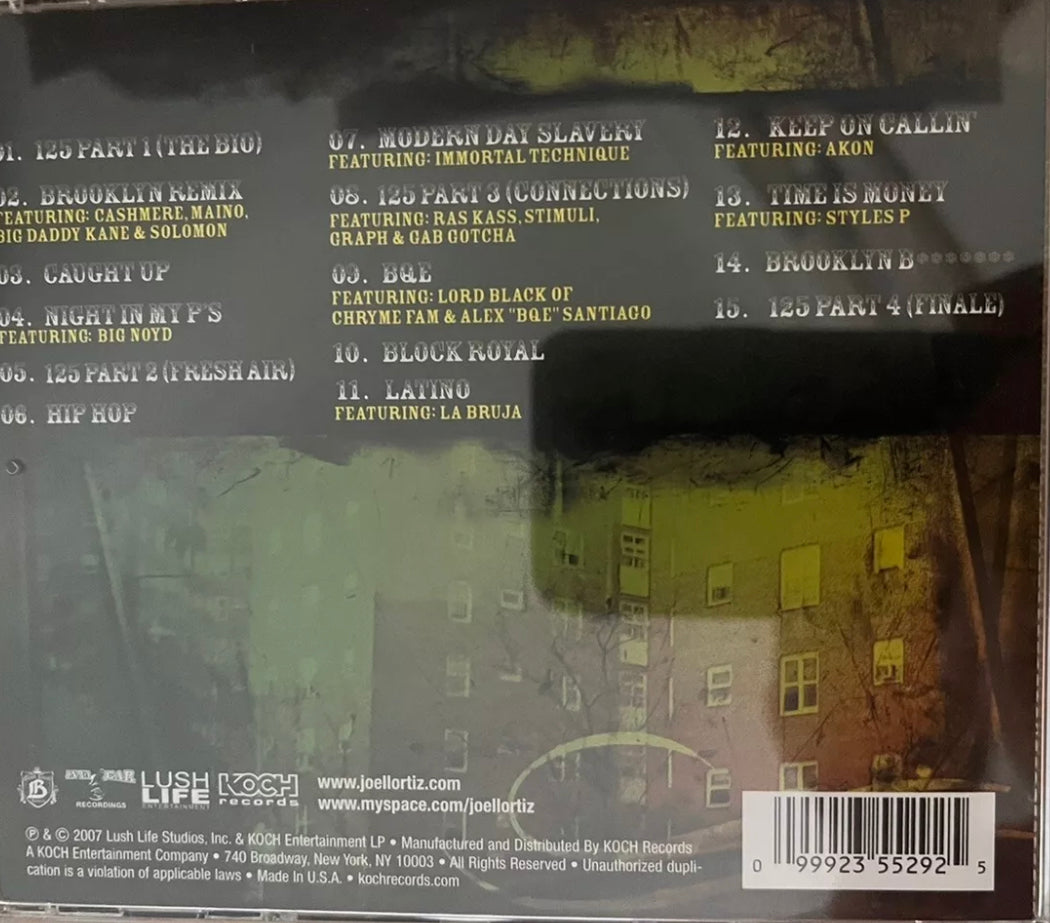 01. 125 PART 1 (THE BIO)
02. BROOKLYN REMIX
FEATURING: CASHMERE, MAINO,
BIG DADDY KANE & SOLOMON
03. CAUGHT UP
04. NIGHT IN MY P'S
FEATURING: BIG NOYD
05. 125 PART 2 (FRESH AIR)
06. HIP HOP
07. MODERN DAY SLAVERY
FEATURING: IMMORTAL TECHNIQUE
08. 125 PART 3 (CONNECTIONS)
FEATURING: RAS KASS, STIMULI,
GRAPH & GAB GOTCHA
09. BQE
FEATURING: LORD BLACK OF
CHRYME FAM & ALEX "BQE" SANTIAGO
10. BLOCK ROYAL
11. LATINO
FEATURING: LA BRUJA
12. KEEP ON CALLIN'
FEATURING: AKON
13. TIME IS MONEY
FEATURING: STYLES P
14. BROOKLYN B*******
15. 125 PART 4 (FINALE)
B
RECORDINGS
LUSH
LIFE
ENTERTAINMENT
KOCH
records
www.joellortiz.com
www.myspace.com/joellortiz
℗ & © 2007 Lush Life Studios, Inc. & KOCH Entertainment LP • Manufactured and Distributed By KOCH Records
A KOCH Entertainment Company • 740 Broadway, New York, NY 10003 • All Rights Reserved • Unauthorized dupli-
cation is a violation of applicable laws • Made In U.S.A. • kochrecords.com
0 99923 55292 5